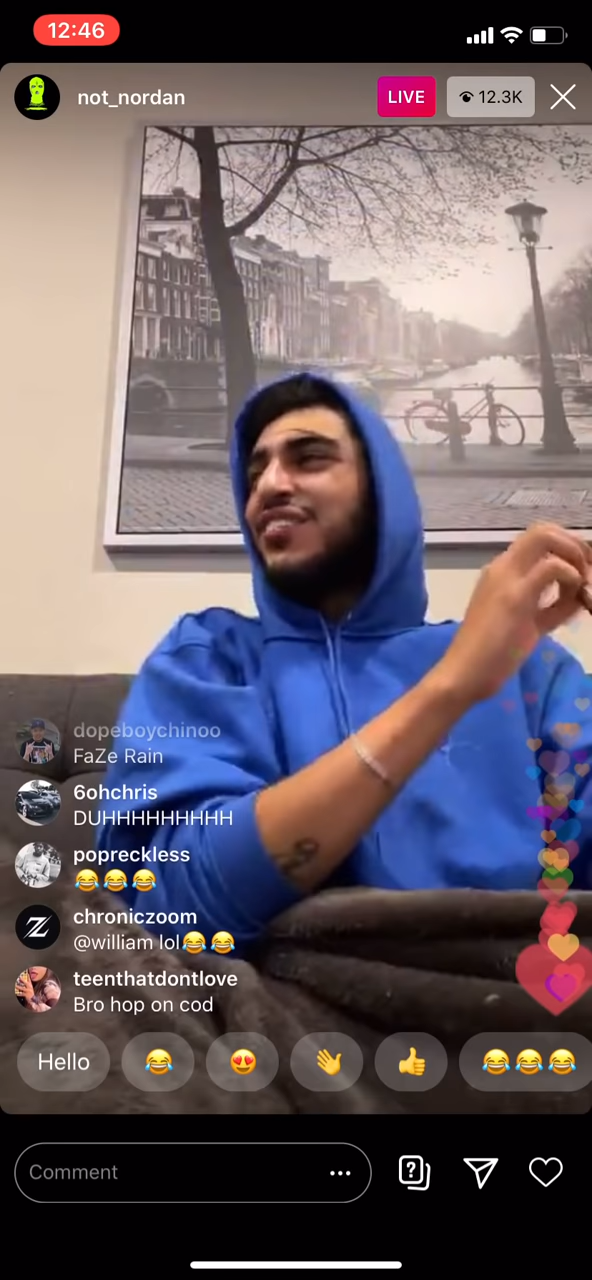 12:46
not_nordan
LIVE
12.3K
dopeboychinoo
FaZe Rain
6ohchris
DUHHHHHHHHH
popreckless
😂😂😂
chroniczoom
@william lol😂😂
teenthatdontlove
Bro hop on cod
Hello 😂 😍 👋 👍 😂😂😂
Comment